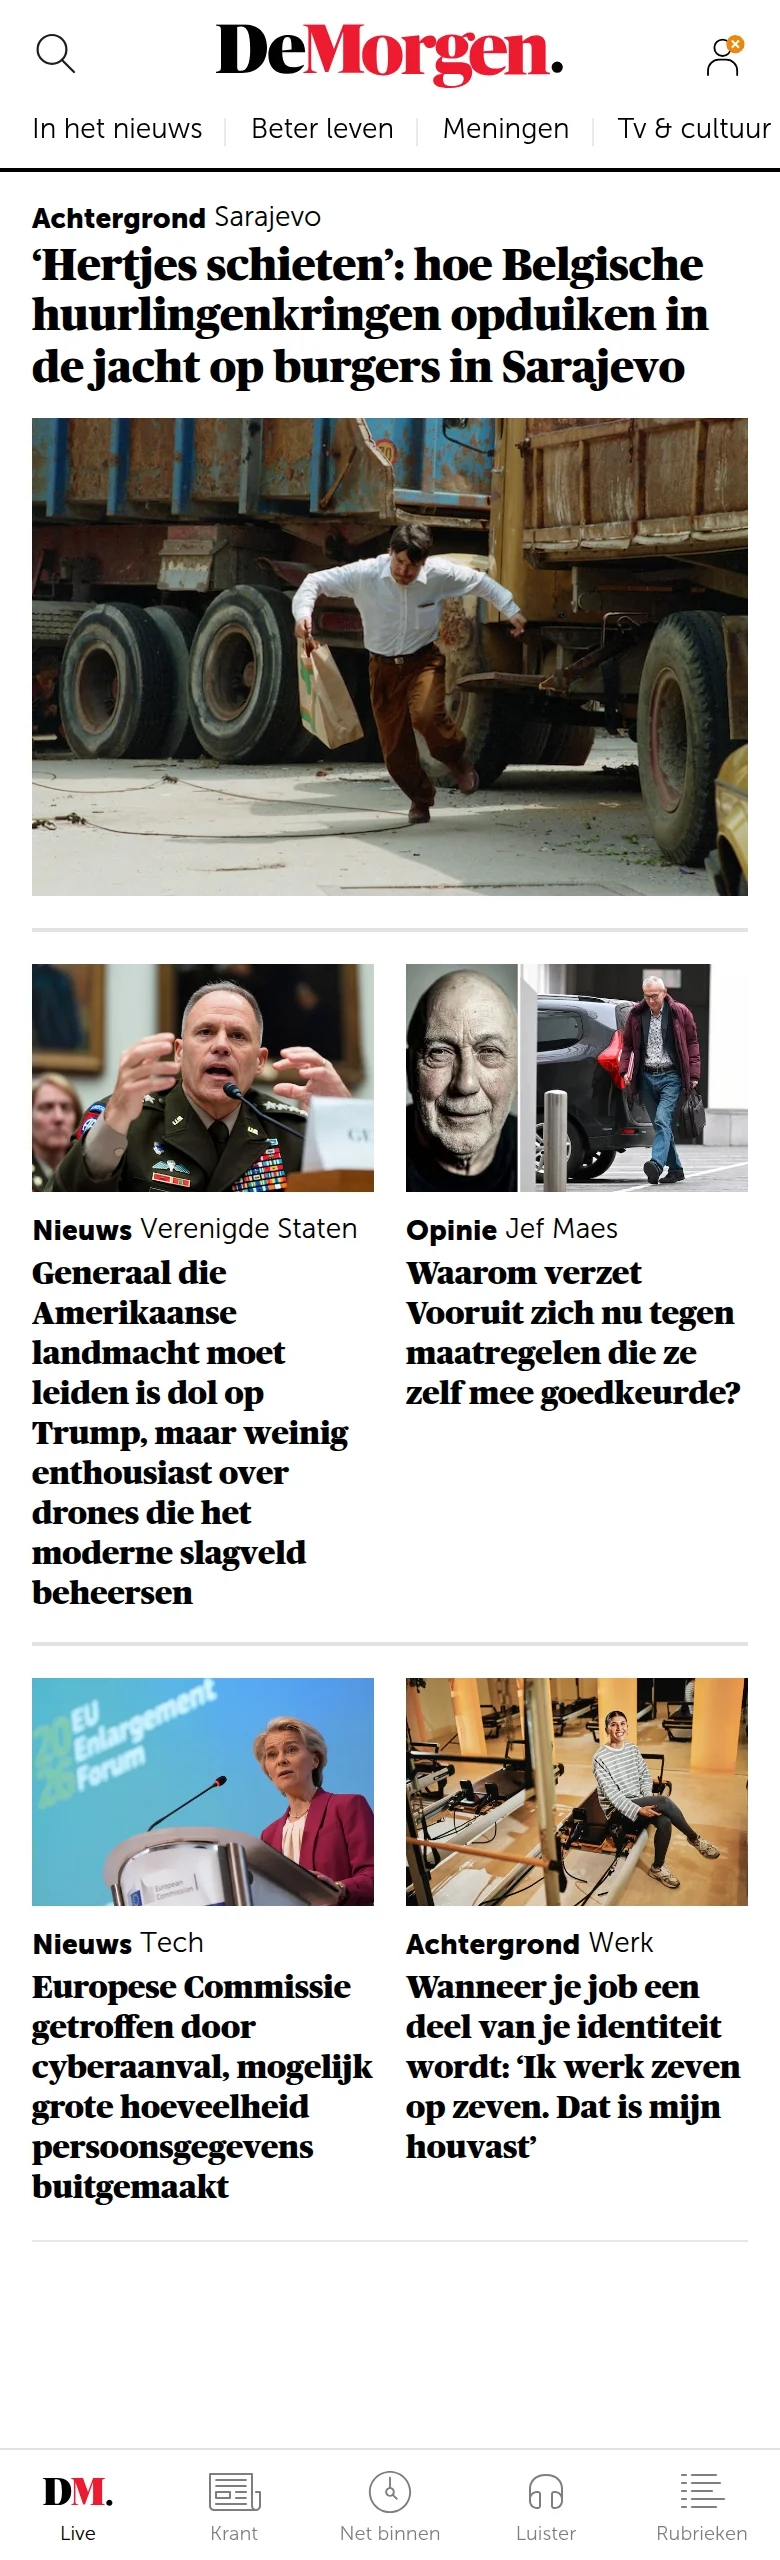 DeMorgen.
In het nieuws
Beter leven
Meningen
Tv & cultuur
Achtergrond Sarajevo
‘Hertjes schieten’: hoe Belgische
huurlingenkringen opduiken in
de jacht op burgers in Sarajevo
Nieuws Verenigde Staten
Generaal die
Amerikaanse
landmacht moet
leiden is dol op
Trump, maar weinig
enthousiast over
drones die het
moderne slagveld
beheersen
Opinie Jef Maes
Waarom verzet
Vooruit zich nu tegen
maatregelen die ze
zelf mee goedkeurde?
2026
EU
Enlargement
Forum
European
Commission
Nieuws Tech
Europese Commissie
getroffen door
cyberaanval, mogelijk
grote hoeveelheid
persoonsgegevens
buitgemaakt
Achtergrond Werk
Wanneer je job een
deel van je identiteit
wordt: ‘Ik werk zeven
op zeven. Dat is mijn
houvast’
DM.
Live
Krant
Net binnen
Luister
Rubrieken